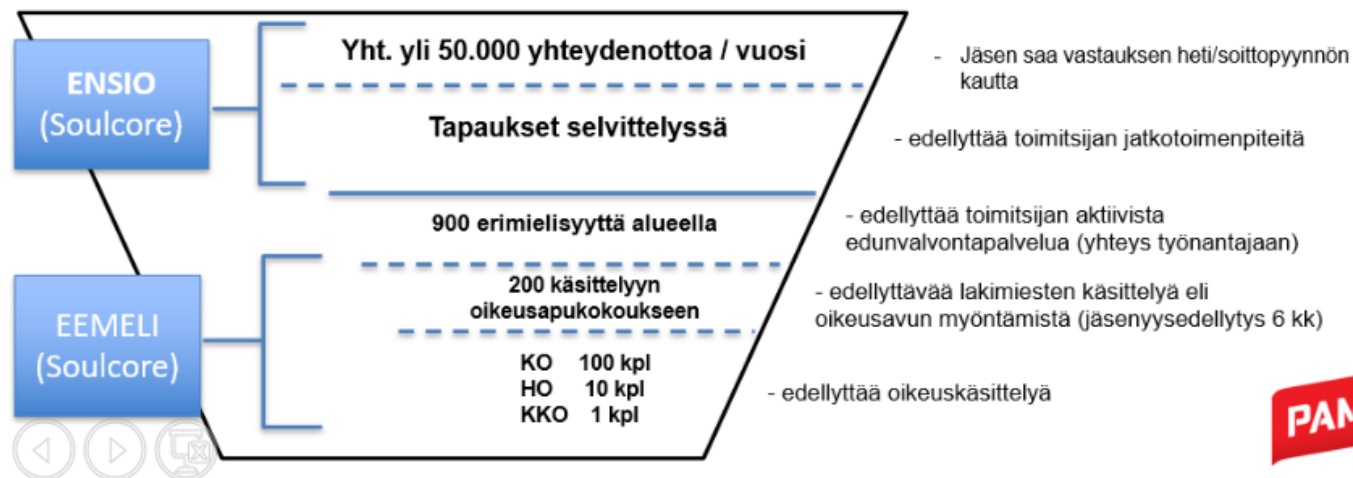 ENSIO
(Soulcore)
Yht. yli 50.000 yhteydenottoa / vuosi
- Jäsen saa vastauksen heti/soittopyynnön
kautta
Tapaukset selvittelyssä
- edellyttää toimitsijan jatkotoimenpiteitä
900 erimielisyyttä alueella
- edellyttää toimitsijan aktiivista
edunvalvontapalvelua (yhteys työnantajaan)
EEMELI
(Soulcore)
200 käsittelyyn
oikeusapukokoukseen
- edellyttävää lakimiesten käsittelyä eli
oikeusavun myöntämistä (jäsenyysedellytys 6 kk)
KO 100 kpl
HO 10 kpl
KKO 1 kpl
- edellyttää oikeuskäsittelyä
PAM